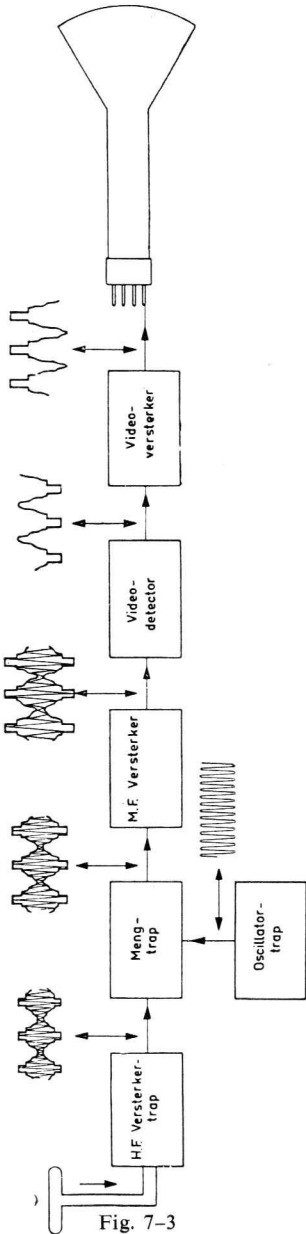 H.F. Versterker-
trap
Meng-
trap
Oscillator-
trap
M.F. Versterker
Video-
detector
Video-
versterker
Fig. 7-3